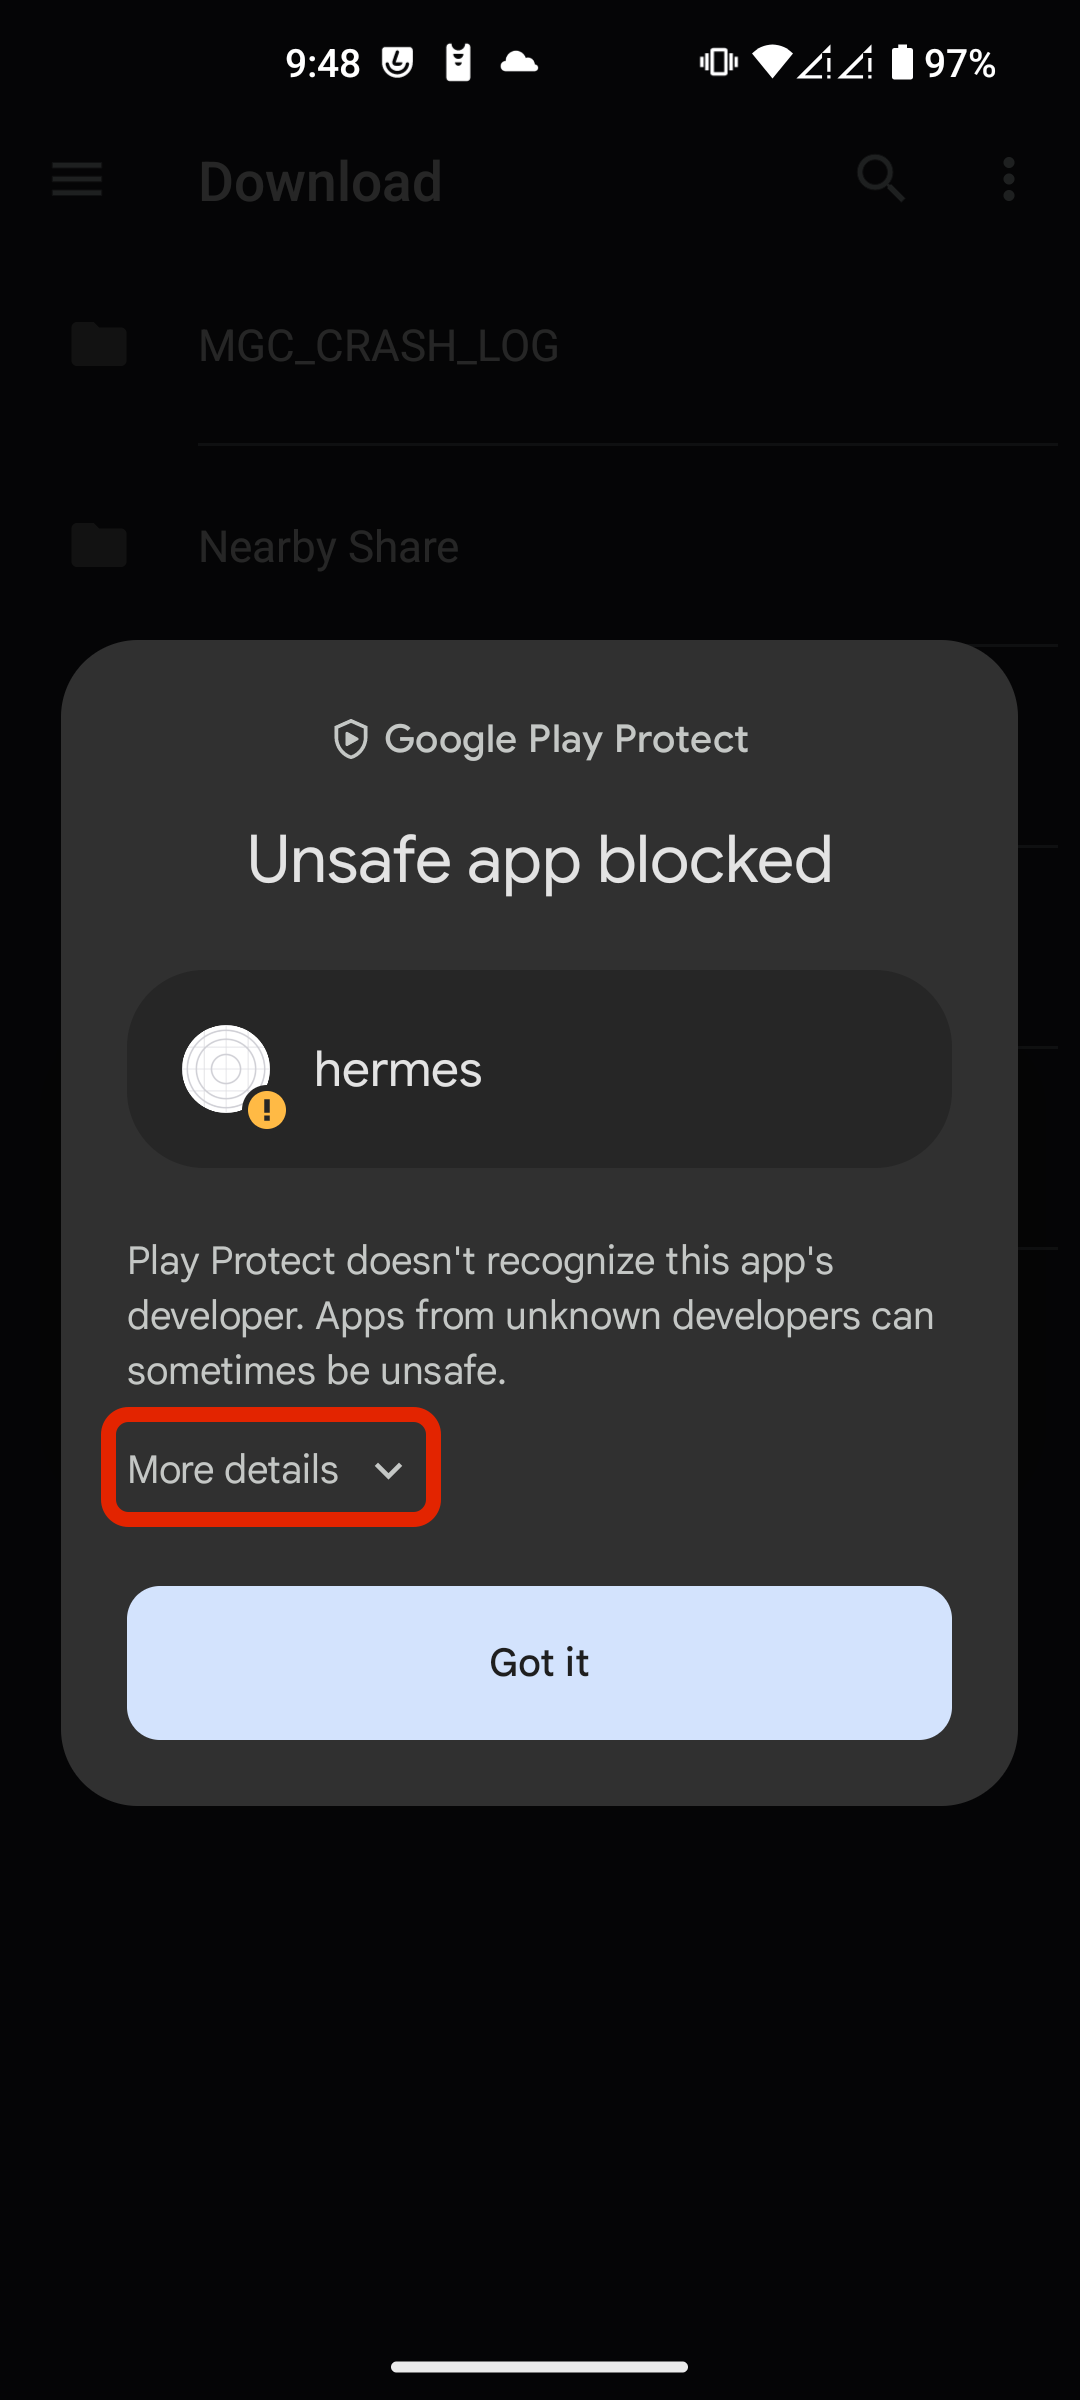 9:48
97%
Download
MGC_CRASH_LOG
Nearby Share
Google Play Protect
Unsafe app blocked
hermes
Play Protect doesn't recognize this app's
developer. Apps from unknown developers can
sometimes be unsafe.
More details
Got it